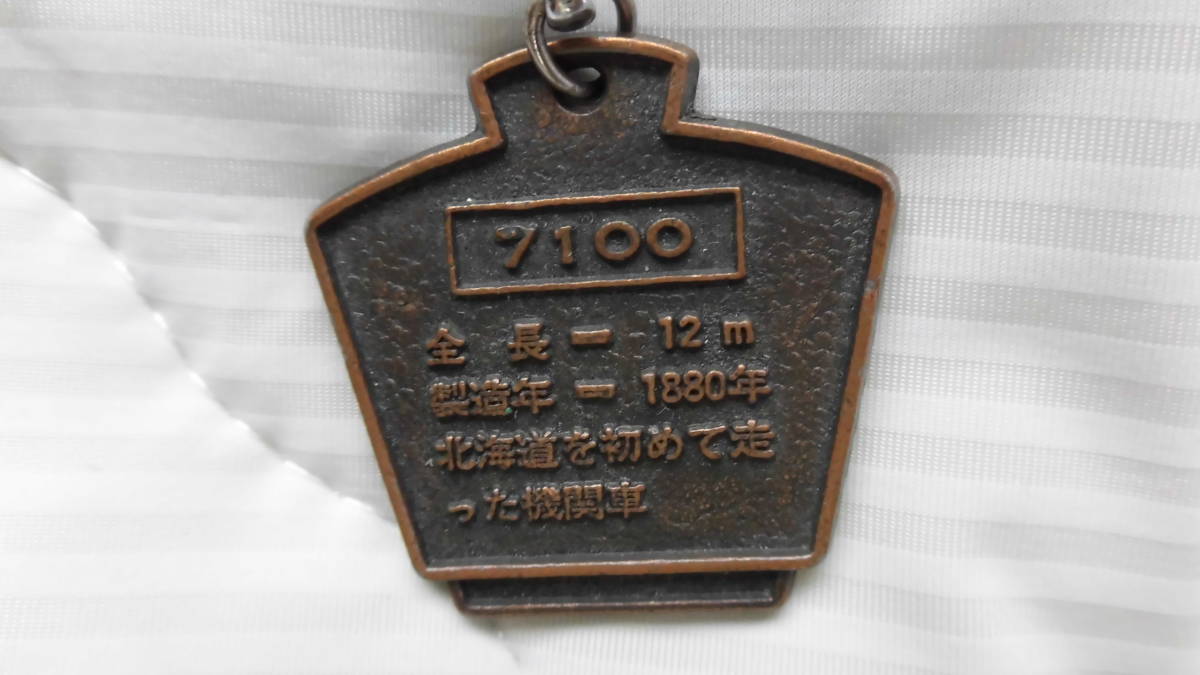 7100
全長ー12m
製造年ー1880年
北海道を初めて走
った機関車